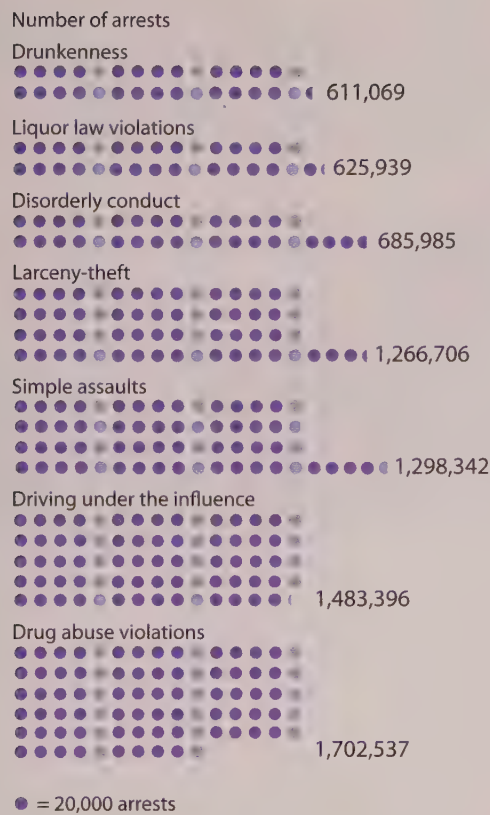 Number of arrests
Drunkenness
611,069
Liquor law violations
625,939
Disorderly conduct
685,985
Larceny-theft
1,266,706
Simple assaults
1,298,342
Driving under the influence
1,483,396
Drug abuse violations
1,702,537
= 20,000 arrests